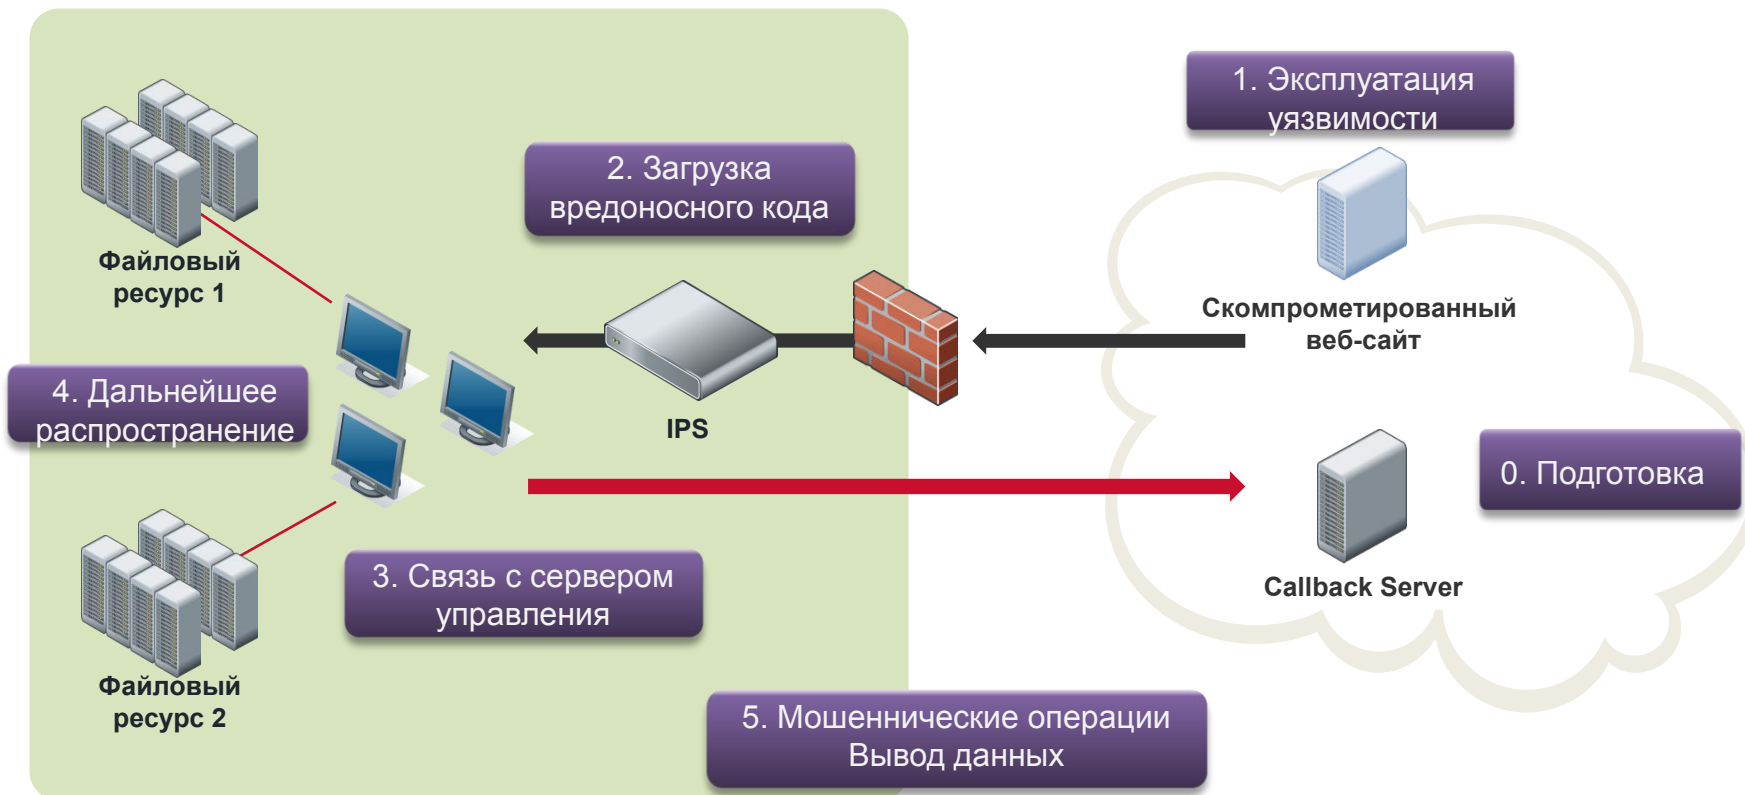 1. Эксплуатация
уязвимости
2. Загрузка
вредоносного кода
Файловый
ресурс 1
Скомпрометированный
веб-сайт
4. Дальнейшее
распространение
IPS
0. Подготовка
3. Связь с сервером
управления
Callback Server
Файловый
ресурс 2
5. Мошеннические операции
Вывод данных